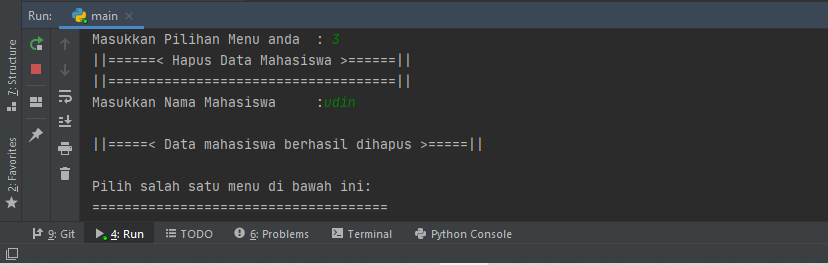 Run: main
Masukkan Pilihan Menu anda  : 3
||======< Hapus Data Mahasiswa >======||
||====================================||
Masukkan Nama Mahasiswa     :udin
||=====< Data mahasiswa berhasil dihapus >=====||
Pilih salah satu menu di bawah ini:
=====================================
7: Structure
2: Favorites
9: Git 4: Run TODO 6: Problems Terminal Python Console